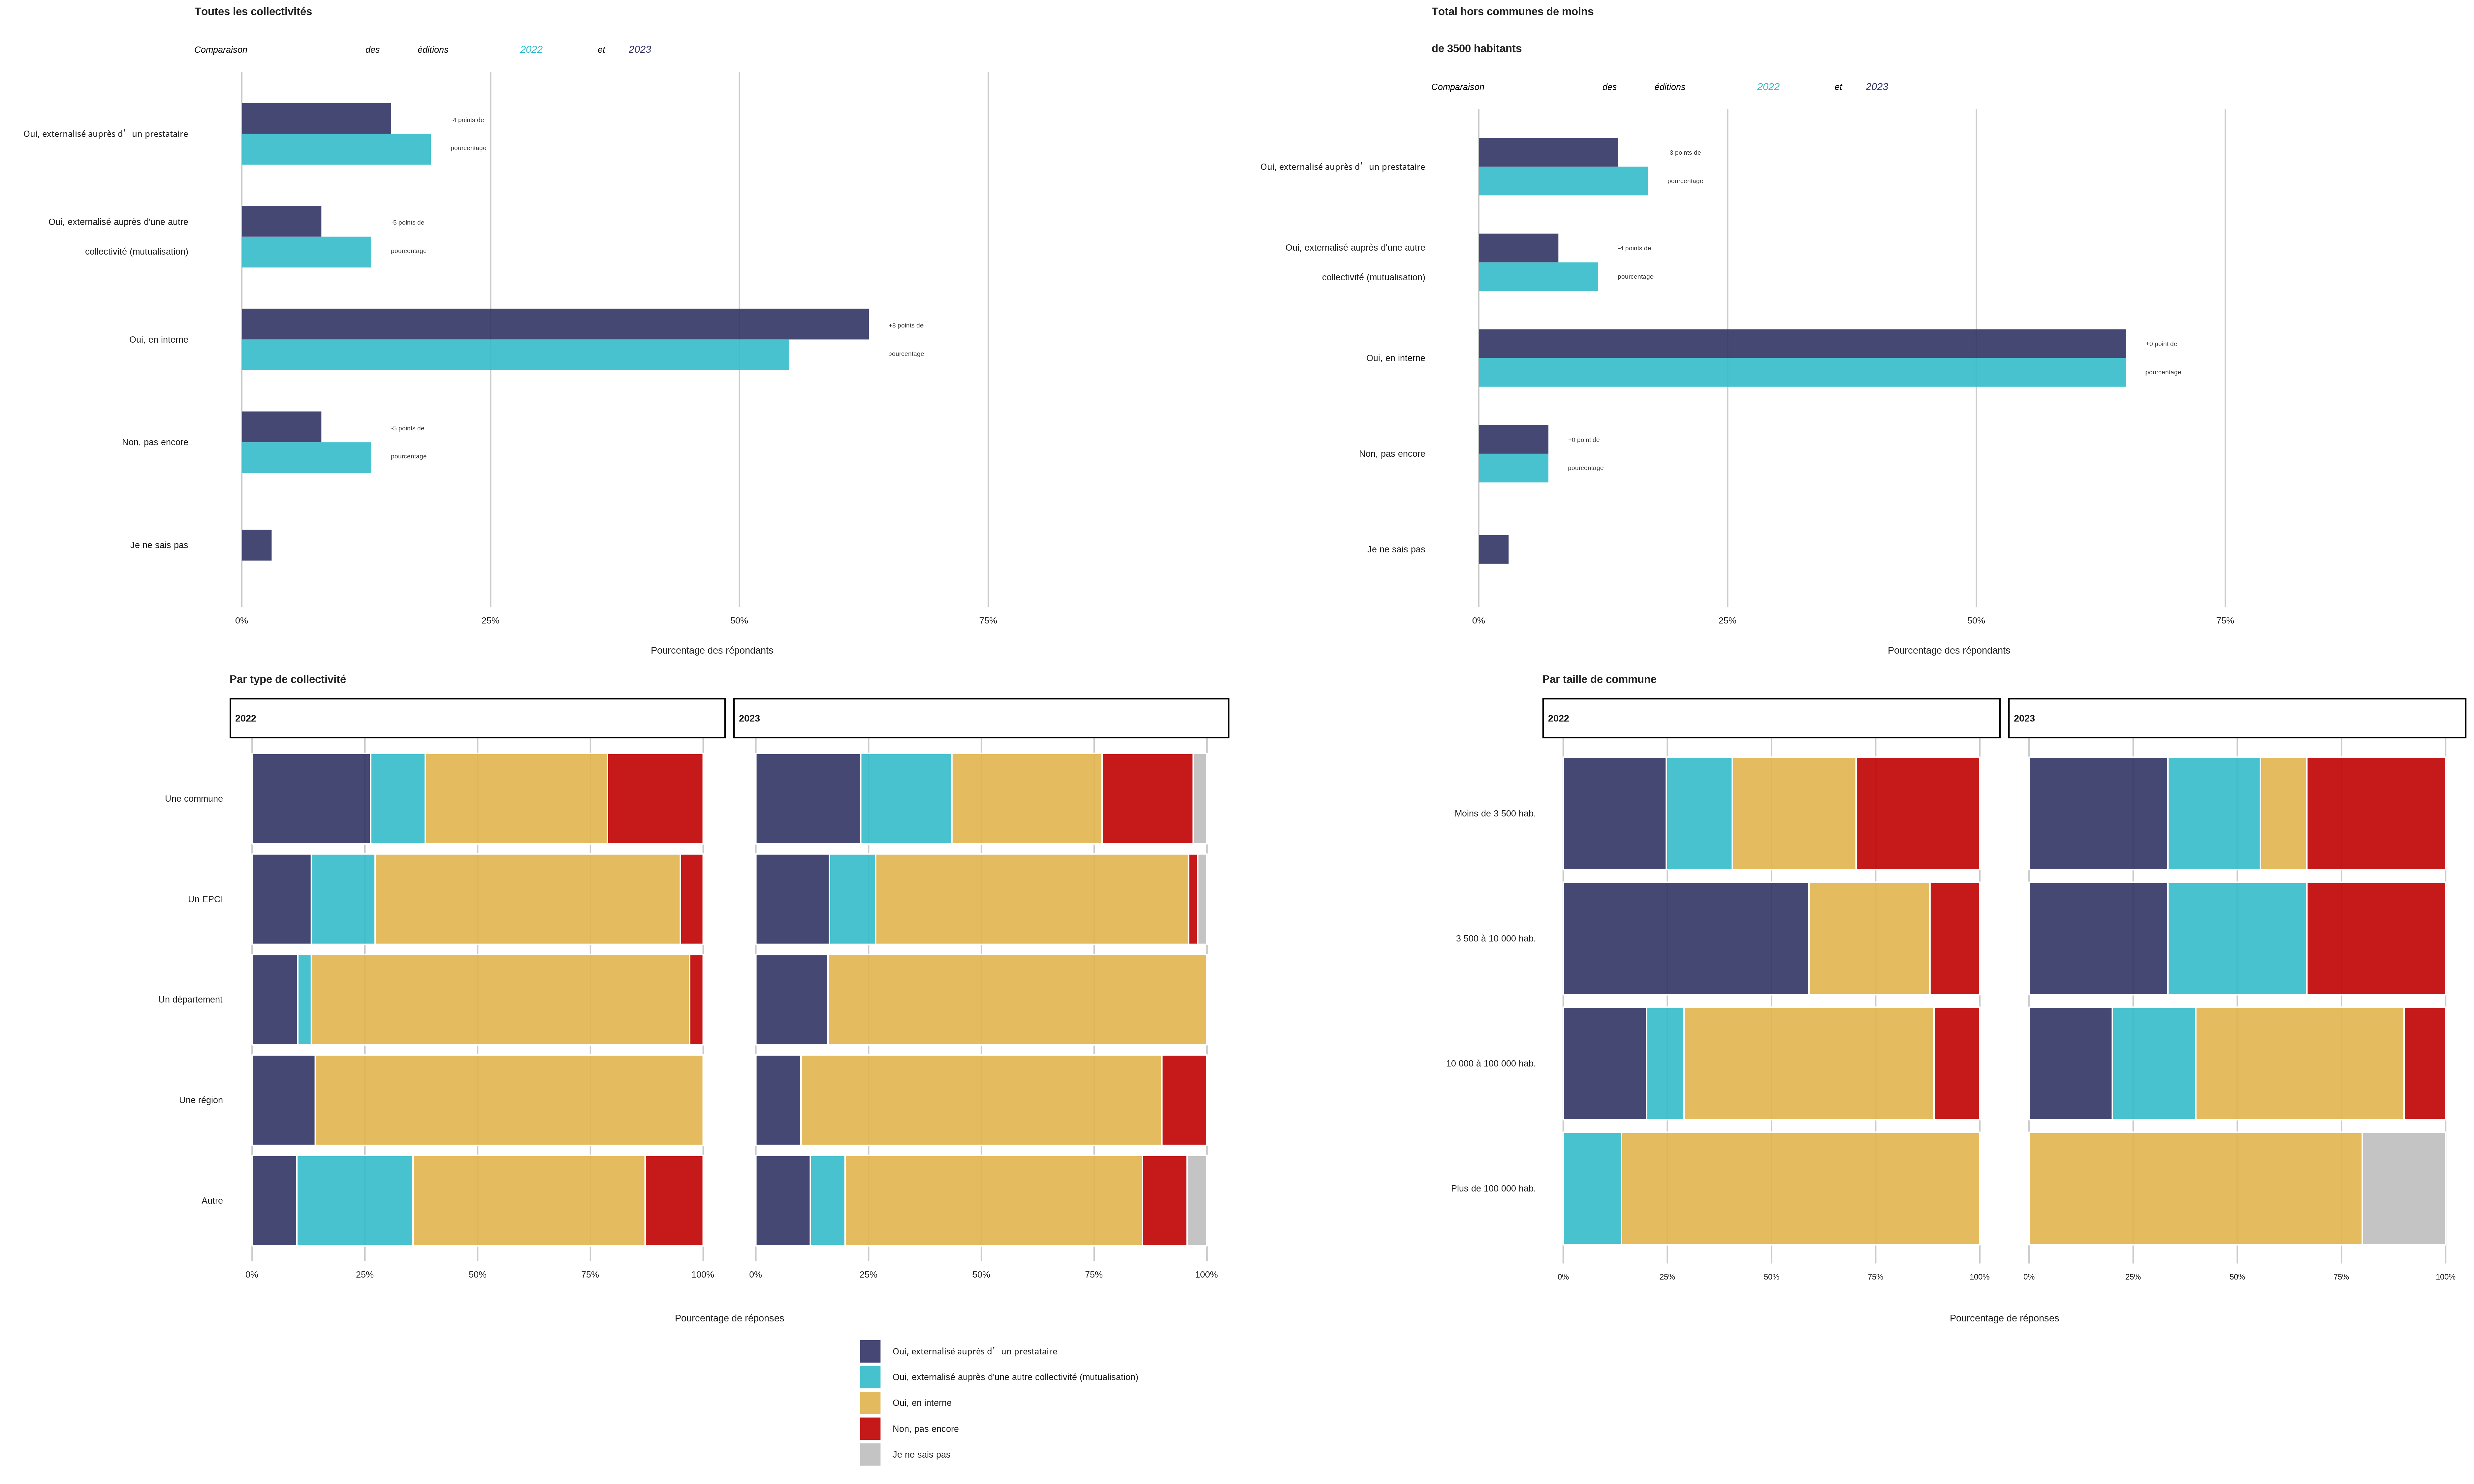 Toutes les collectivités
Comparaison des éditions 2022 et 2023
Oui, externalisé auprès d’un prestataire
-4 points de
pourcentage
Oui, externalisé auprès d'une autre
collectivité (mutualisation)
-5 points de
pourcentage
Oui, en interne
+8 points de
pourcentage
Non, pas encore
-5 points de
pourcentage
Je ne sais pas
0% 25% 50% 75%
Pourcentage des répondants
Total hors communes de moins
de 3500 habitants
Comparaison des éditions 2022 et 2023
Oui, externalisé auprès d’un prestataire
-3 points de
pourcentage
Oui, externalisé auprès d'une autre
collectivité (mutualisation)
-4 points de
pourcentage
Oui, en interne
+0 point de
pourcentage
Non, pas encore
+0 point de
pourcentage
Je ne sais pas
0% 25% 50% 75%
Pourcentage des répondants
Par type de collectivité
2022 2023
Une commune
Un EPCI
Un département
Une région
Autre
0% 25% 50% 75% 100% 0% 25% 50% 75% 100%
Pourcentage de réponses
Par taille de commune
2022 2023
Moins de 3 500 hab.
3 500 à 10 000 hab.
10 000 à 100 000 hab.
Plus de 100 000 hab.
0% 25% 50% 75% 100% 0% 25% 50% 75% 100%
Pourcentage de réponses
Oui, externalisé auprès d’un prestataire
Oui, externalisé auprès d'une autre collectivité (mutualisation)
Oui, en interne
Non, pas encore
Je ne sais pas